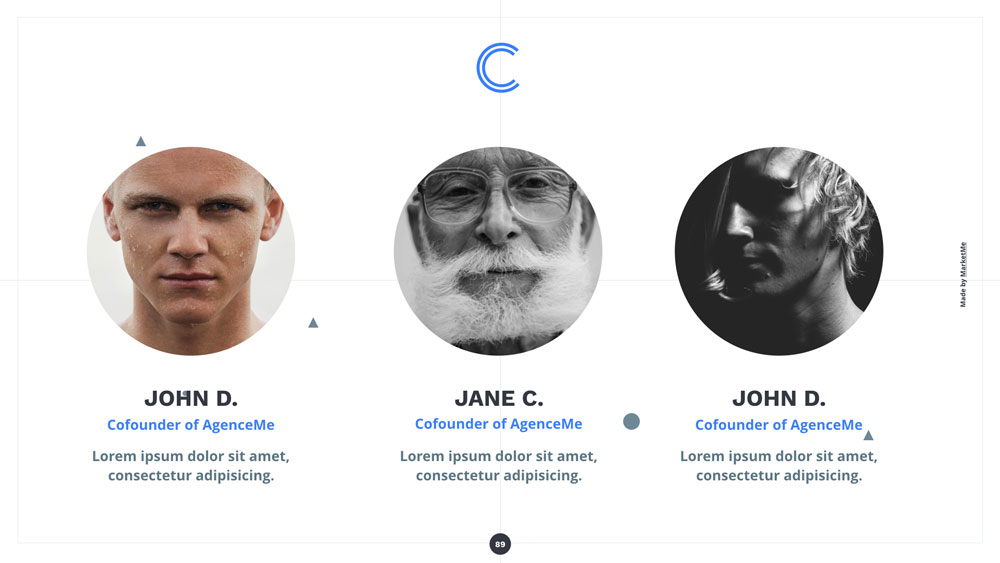 JOHN D.
Cofounder of AgenceMe
Lorem ipsum dolor sit amet,
consectetur adipisicing.
JANE C.
Cofounder of AgenceMe
Lorem ipsum dolor sit amet,
consectetur adipisicing.
JOHN D.
Cofounder of AgenceMe
Lorem ipsum dolor sit amet,
consectetur adipisicing.
Made by MarketMe
89